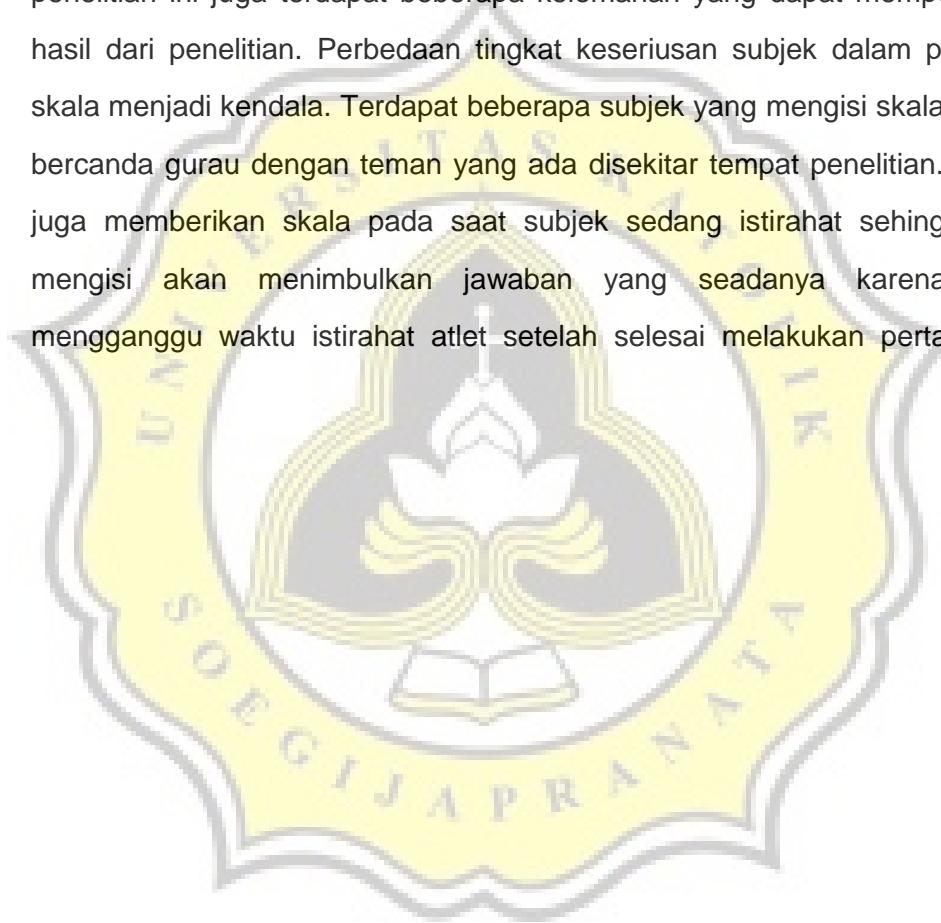 penelitian ini juga terdapat beberapa kelemahan yang dapat
hasil dari penelitian. Perbedaan tingkat keseriusan subjek dalam p
skala menjadi kendala. Terdapat beberapa subjek yang mengisi skala
bercanda gurau dengan teman yang ada disekitar tempat penelitian.
juga memberikan skala pada saat subjek sedang istirahat sehing
mengisi akan menimbulkan jawaban yang seadanya karena
mengganggu waktu istirahat atlet setelah selesai melakukan perta
UNIVERSITAS KATOLIK
SOEGIJAPRANATA